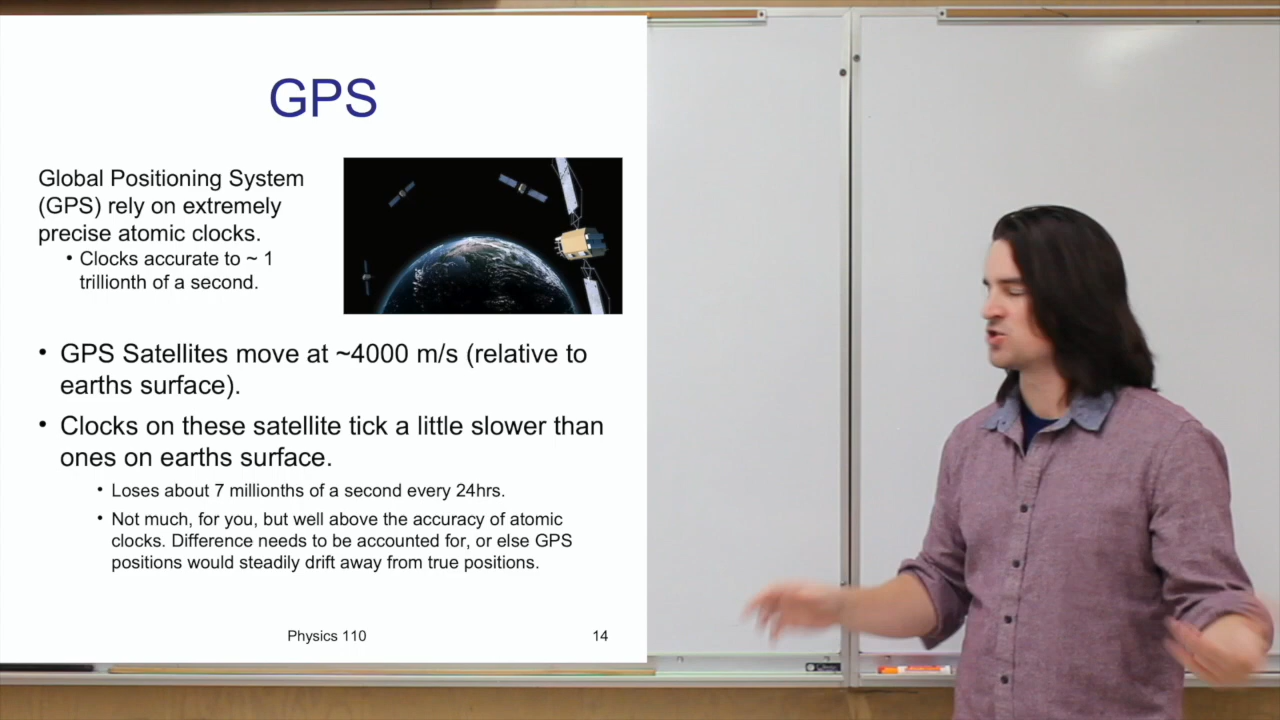 GPS
Global Positioning System
(GPS) rely on extremely
precise atomic clocks.
• Clocks accurate to ~ 1
trillionth of a second.
• GPS Satellites move at ~4000 m/s (relative to
earths surface).
• Clocks on these satellite tick a little slower than
ones on earths surface.
• Loses about 7 millionths of a second every 24hrs.
• Not much, for you, but well above the accuracy of atomic
clocks. Difference needs to be accounted for, or else GPS
positions would steadily drift away from true positions.
Physics 110
14